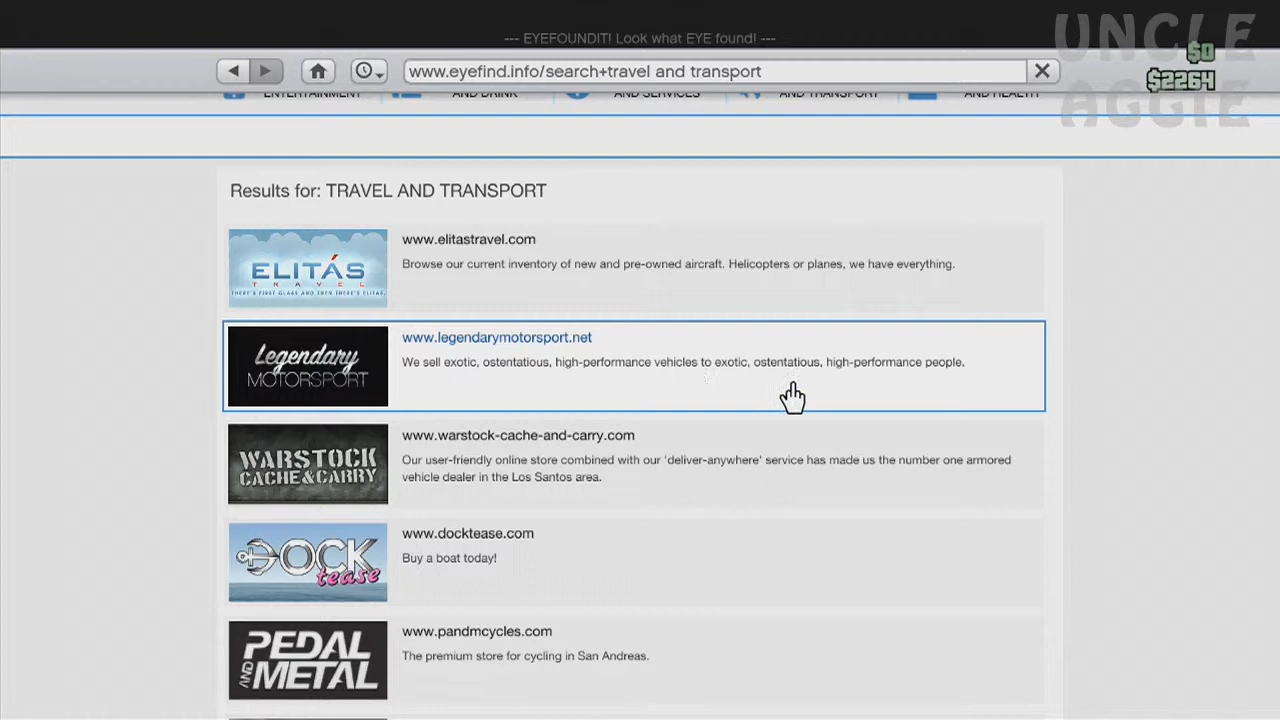 --- EYEFOUNDIT! Look what EYE found! ---
UNCLE
AGGIE
$0
$2264
www.eyefind.info/search+travel and transport
ENTERTAINMENT
AND DRINK
AND SERVICES
AND TRANSPORT
AND HEALTH
Results for: TRAVEL AND TRANSPORT
ELITÁS
TRAVEL
THERE'S FIRST CLASS AND THEN THERE'S ELITAS.
www.elitastravel.com
Browse our current inventory of new and pre-owned aircraft. Helicopters or planes, we have everything.
Legendary
MOTORSPORT
www.legendarymotorsport.net
We sell exotic, ostentatious, high-performance vehicles to exotic, ostentatious, high-performance people.
WARSTOCK
CACHE&CARRY
www.warstock-cache-and-carry.com
Our user-friendly online store combined with our 'deliver-anywhere' service has made us the number one armored
vehicle dealer in the Los Santos area.
DOCK
tease
www.docktease.com
Buy a boat today!
PEDAL
AND METAL
www.pandmcycles.com
The premium store for cycling in San Andreas.